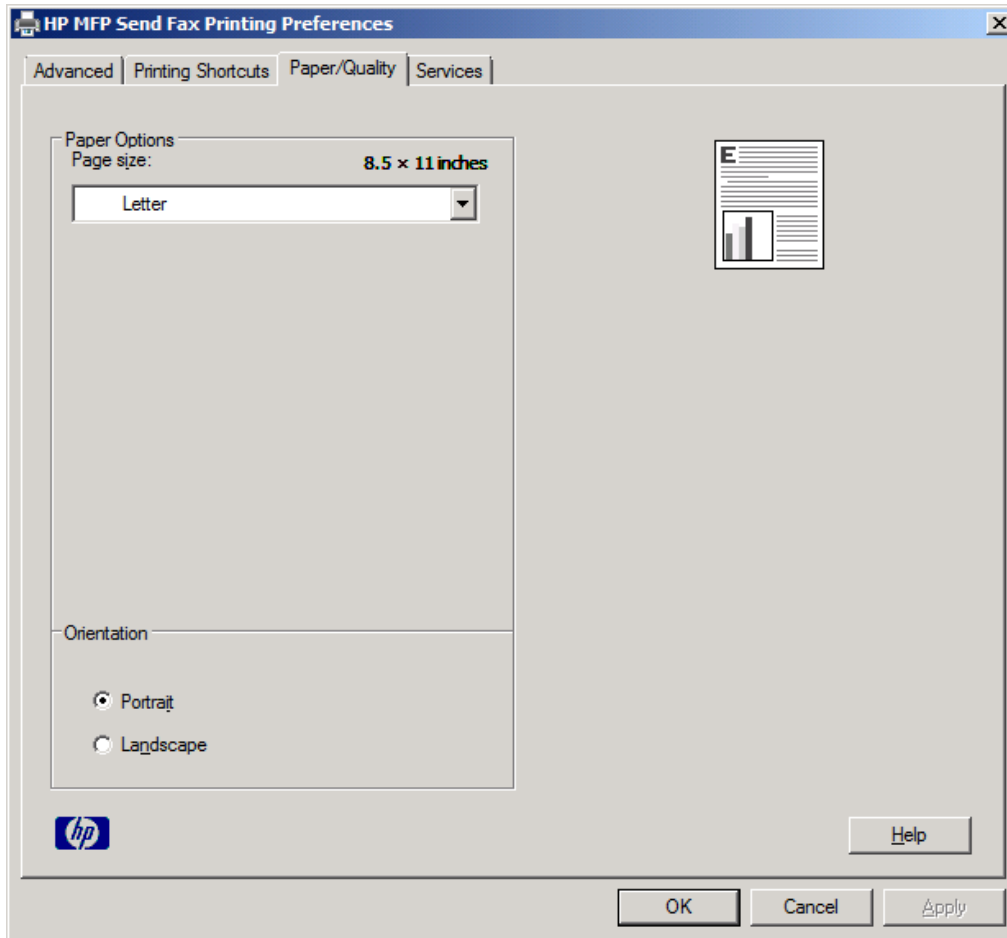 HP MFP Send Fax Printing Preferences
Advanced Printing Shortcuts Paper/Quality Services
Paper Options
Page size: 8.5 × 11 inches
Letter
E
Orientation
Portrait
Landscape
hp
Help
OK Cancel Apply